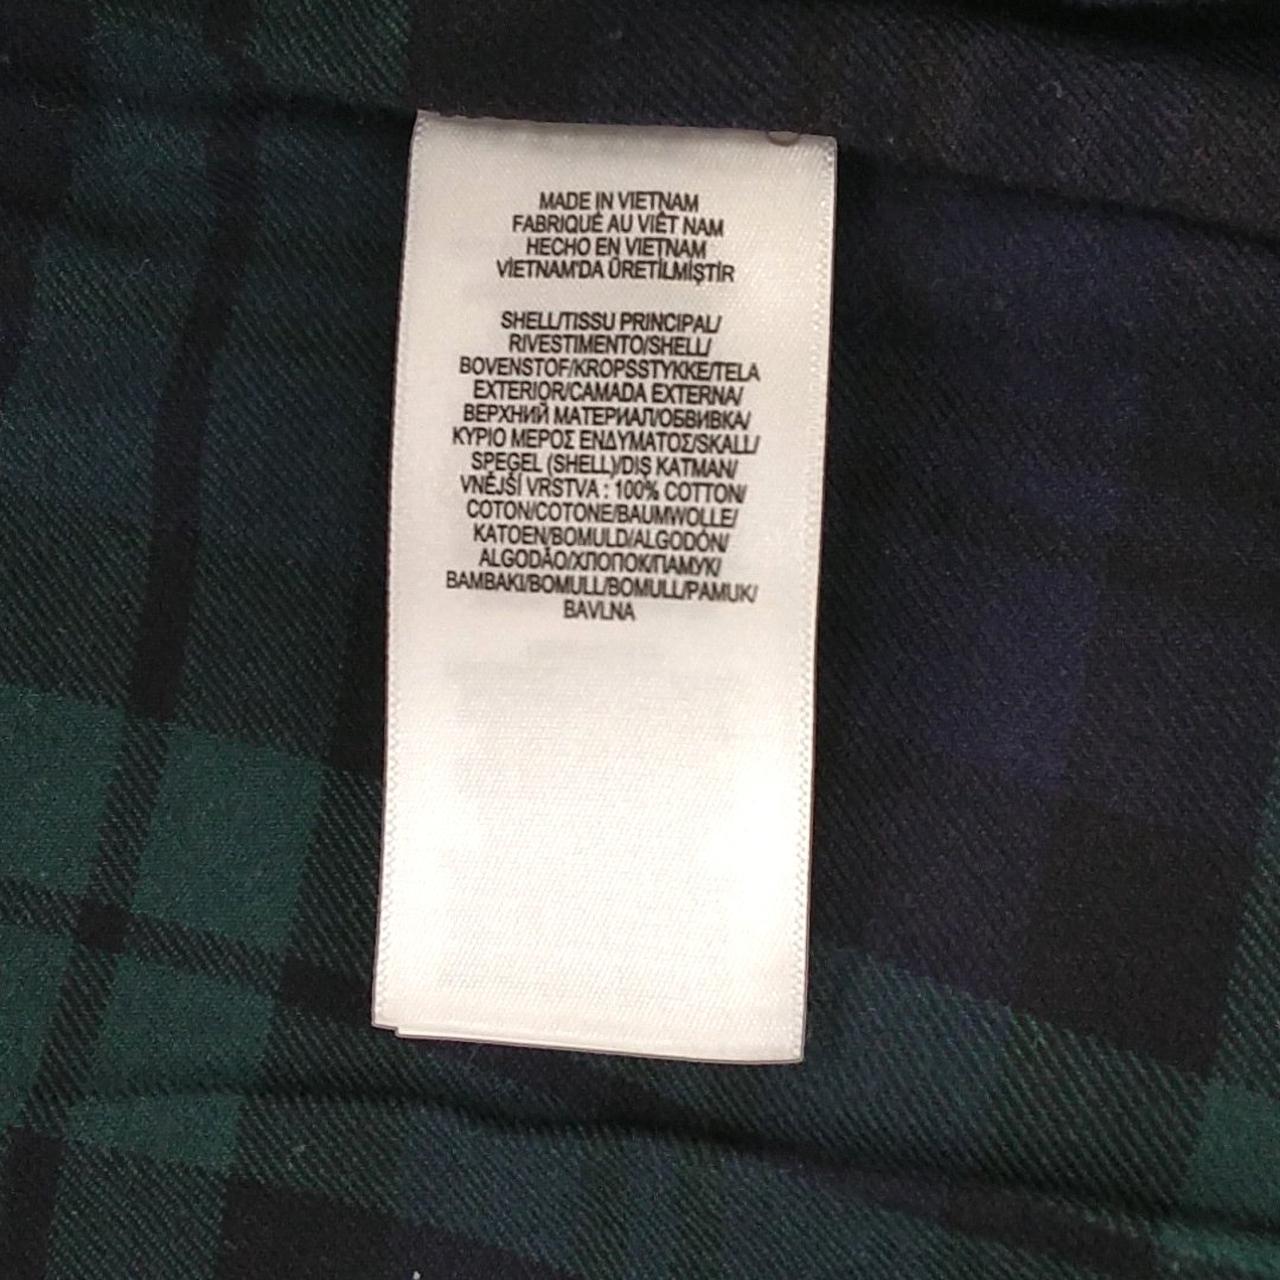 MADE IN VIETNAM
FABRIQUÉ AU VIÊT NAM
HECHO EN VIETNAM
VİETNAM'DA ÜRETİLMİŞTİR
SHELL/TISSU PRINCIPAL/
RIVESTIMENTO/SHELL/
BOVENSTOF/KROPSSTYKKE/TELA
EXTERIOR/CAMADA EXTERNA/
ВЕРХНИЙ МАТЕРИАЛ/ОБВИВКА/
ΚΥΡΙΟ ΜΕΡΟΣ ΕΝΔΥΜΑΤΟΣ/SKALL/
SPEGEL (SHELL)/DIŞ KATMAN/
VNĚJŠÍ VRSTVA : 100% COTTON/
COTON/COTONE/BAUMWOLLE/
KATOEN/BOMULD/ALGODÓN/
ALGODÃO/ХЛОПОК/ПАМУК/
ΒΑΜΒΑΚΙ/BOMULL/BOMULL/PAMUK/
BAVLNA